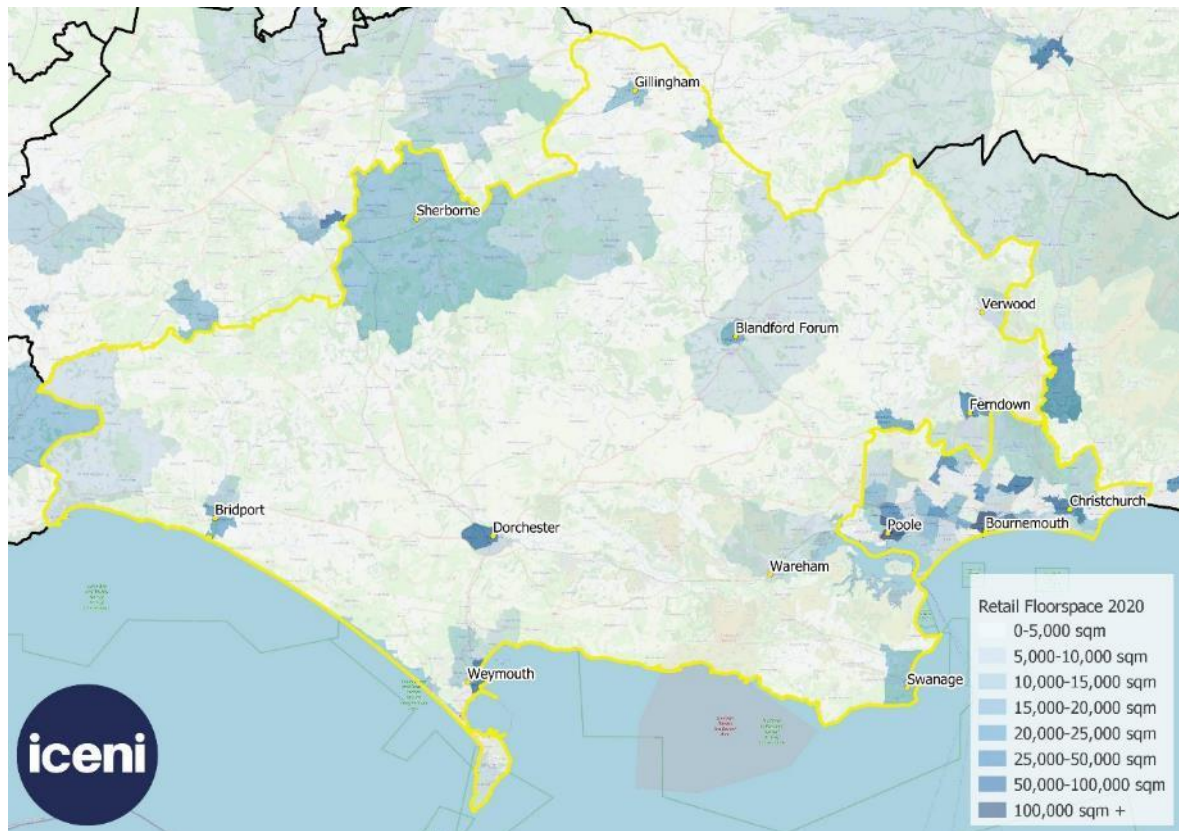 Gillingham
Sherborne
Verwood
Blandford Forum
Ferndown
Christchurch
Bridport
Dorchester
Poole
Bournemouth
Wareham
Weymouth
Swanage
Retail Floorspace 2020
0-5,000 sqm
5,000-10,000 sqm
10,000-15,000 sqm
15,000-20,000 sqm
20,000-25,000 sqm
25,000-50,000 sqm
50,000-100,000 sqm
100,000 sqm +
iceni